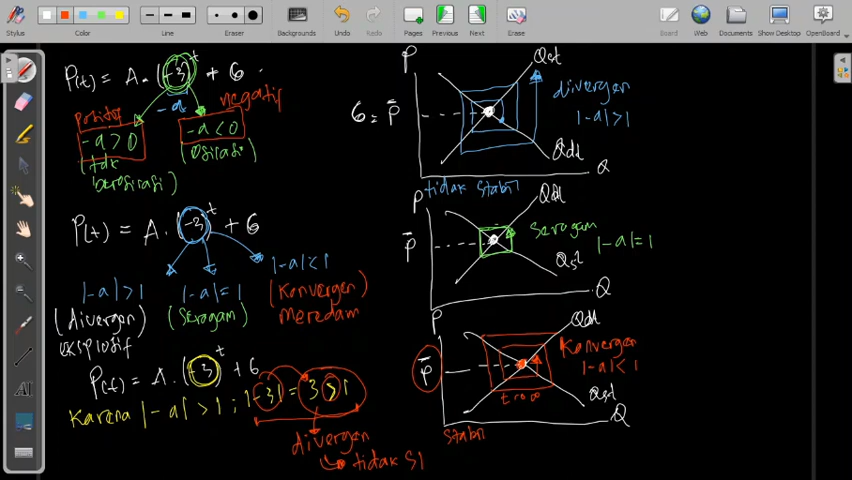 Stylus
Color
Line
Eraser
Backgrounds
Undo
Redo
Pages
Previous
Next
Erase
Board
Web
Documents
Show Desktop
OpenBoard
P(t) = A . (-3)^t + 6
-a
positif
negatif
-a > 0
-a < 0
(tdk
berosilasi)
(osilasi)
P(t) = A . (-3)^t + 6
|-a| > 1
|-a| = 1
|-a| < 1
(divergen)
eksplosif
(Seragam)
(Konvergen)
Meredam
P(t) = A . (-3)^t + 6
Karena |-a| > 1 ; |-3| = 3 > 1
divergen
tidak St
P
Qst
divergen
|-a| > 1
6 = P̄
Qdt
Q
tidak stabil
P
Qdt
Seragam
|-a| = 1
P̄
Qst
Q
P
Qdt
Konvergen
|-a| < 1
P̄
t → ∞
Qst
Q
Stabil